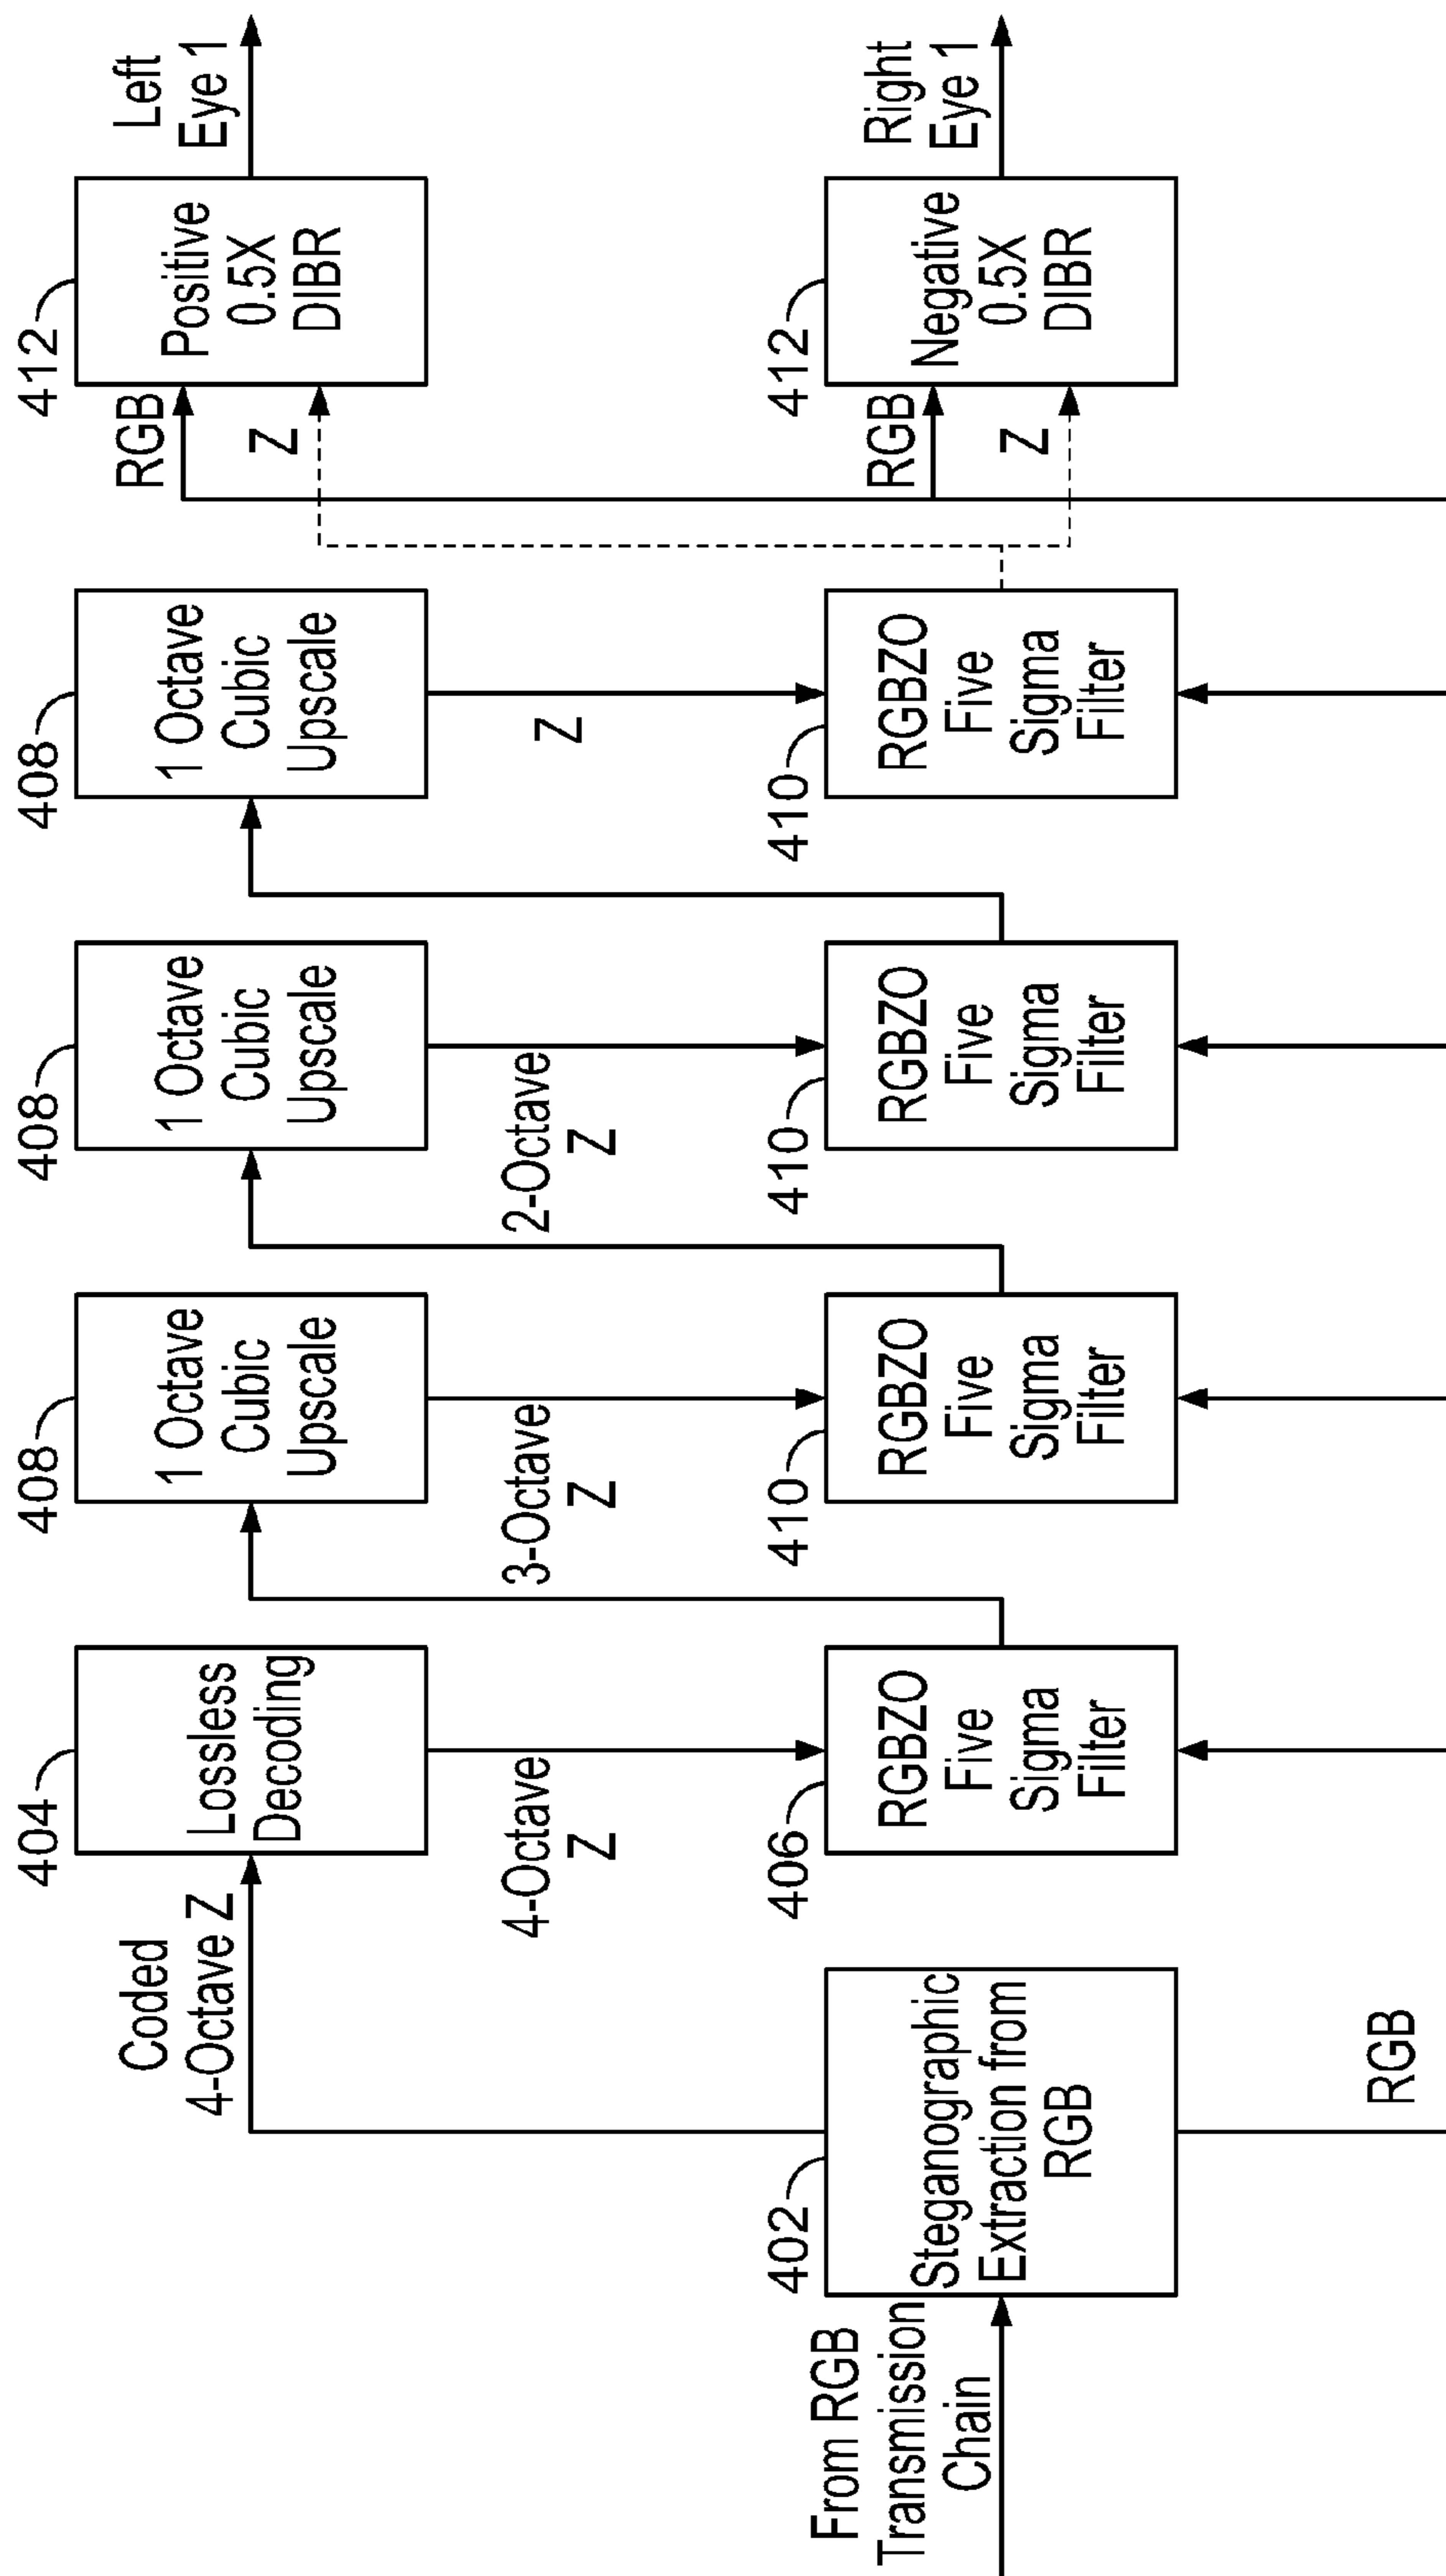 From RGB
Transmission
Chain
402
Steganographic
Extraction from
RGB
RGB
Coded
4-Octave Z
404
Lossless
Decoding
4-Octave
Z
406
RGBZO
Five
Sigma
Filter
408
1 Octave
Cubic
Upscale
3-Octave
Z
410
RGBZO
Five
Sigma
Filter
408
1 Octave
Cubic
Upscale
2-Octave
Z
410
RGBZO
Five
Sigma
Filter
408
1 Octave
Cubic
Upscale
Z
410
RGBZO
Five
Sigma
Filter
412
RGB
Z
Positive
0.5X
DIBR
Left
Eye 1
412
RGB
Z
Negative
0.5X
DIBR
Right
Eye 1